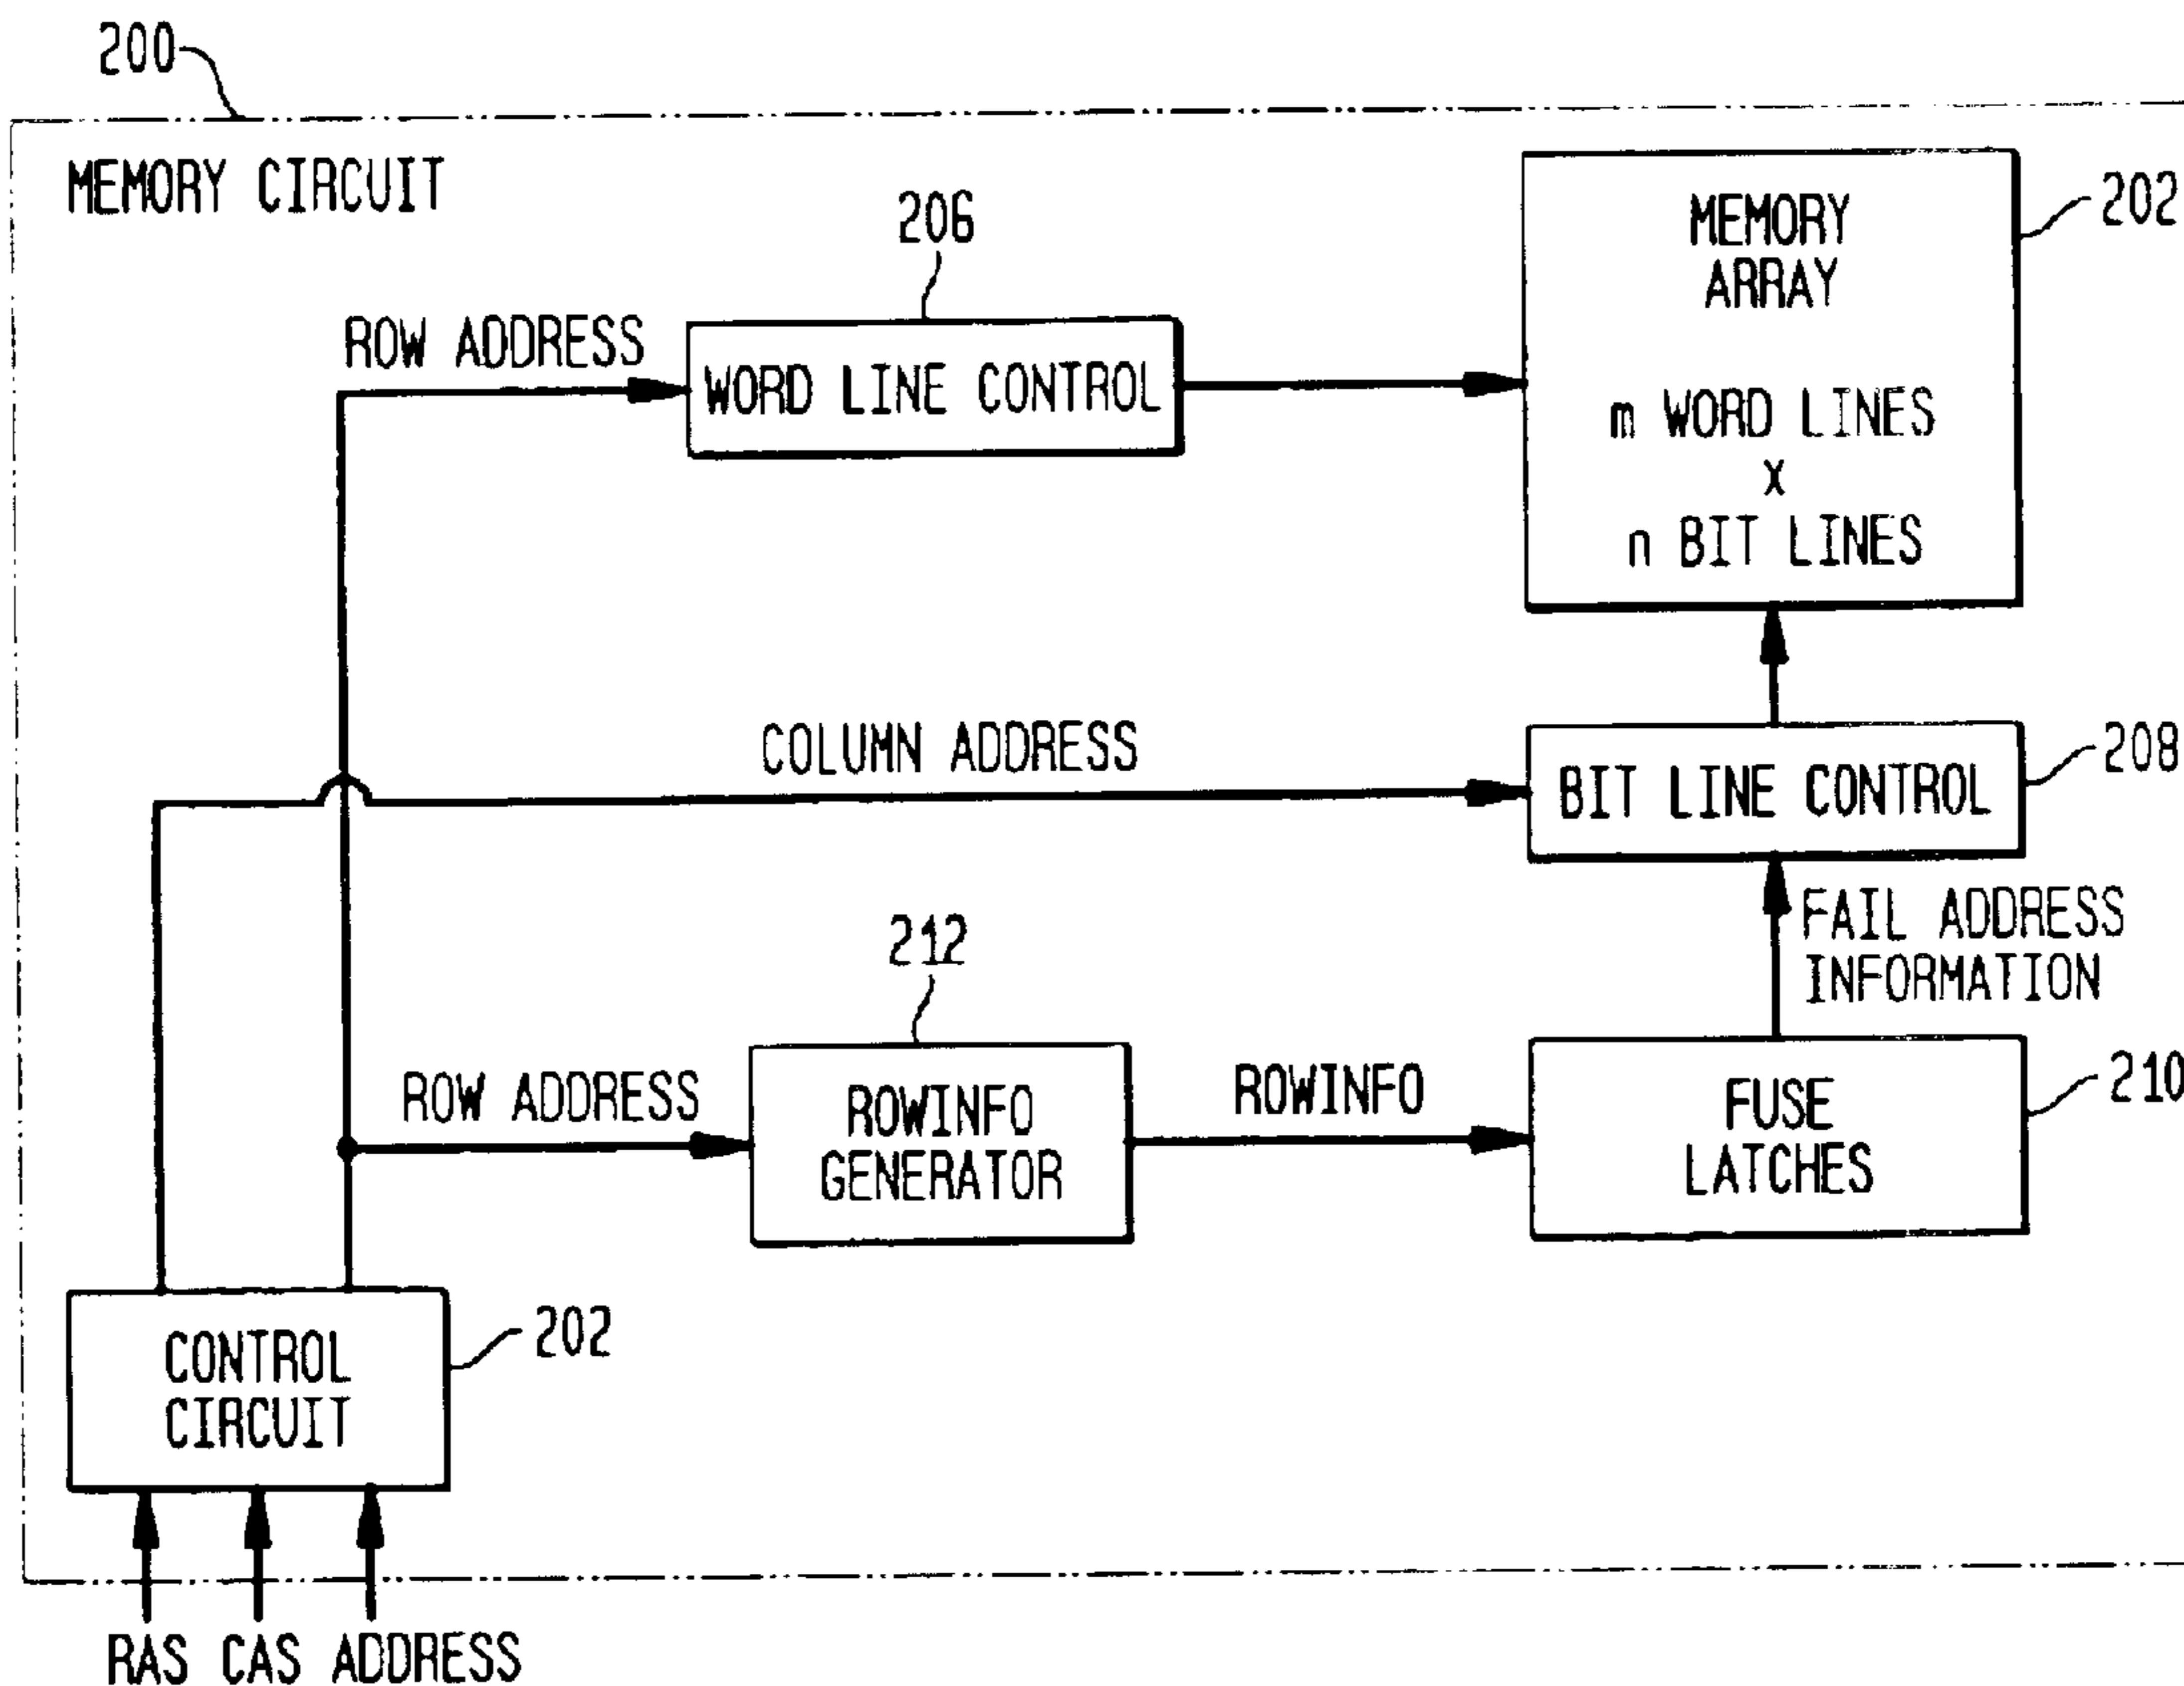 200
MEMORY CIRCUIT
MEMORY
ARRAY
m WORD LINES
X
n BIT LINES
202
206
ROW ADDRESS
WORD LINE CONTROL
COLUMN ADDRESS
BIT LINE CONTROL
208
FAIL ADDRESS
INFORMATION
212
ROW ADDRESS
ROWINFO
GENERATOR
ROWINFO
FUSE
LATCHES
210
CONTROL
CIRCUIT
202
RAS CAS ADDRESS